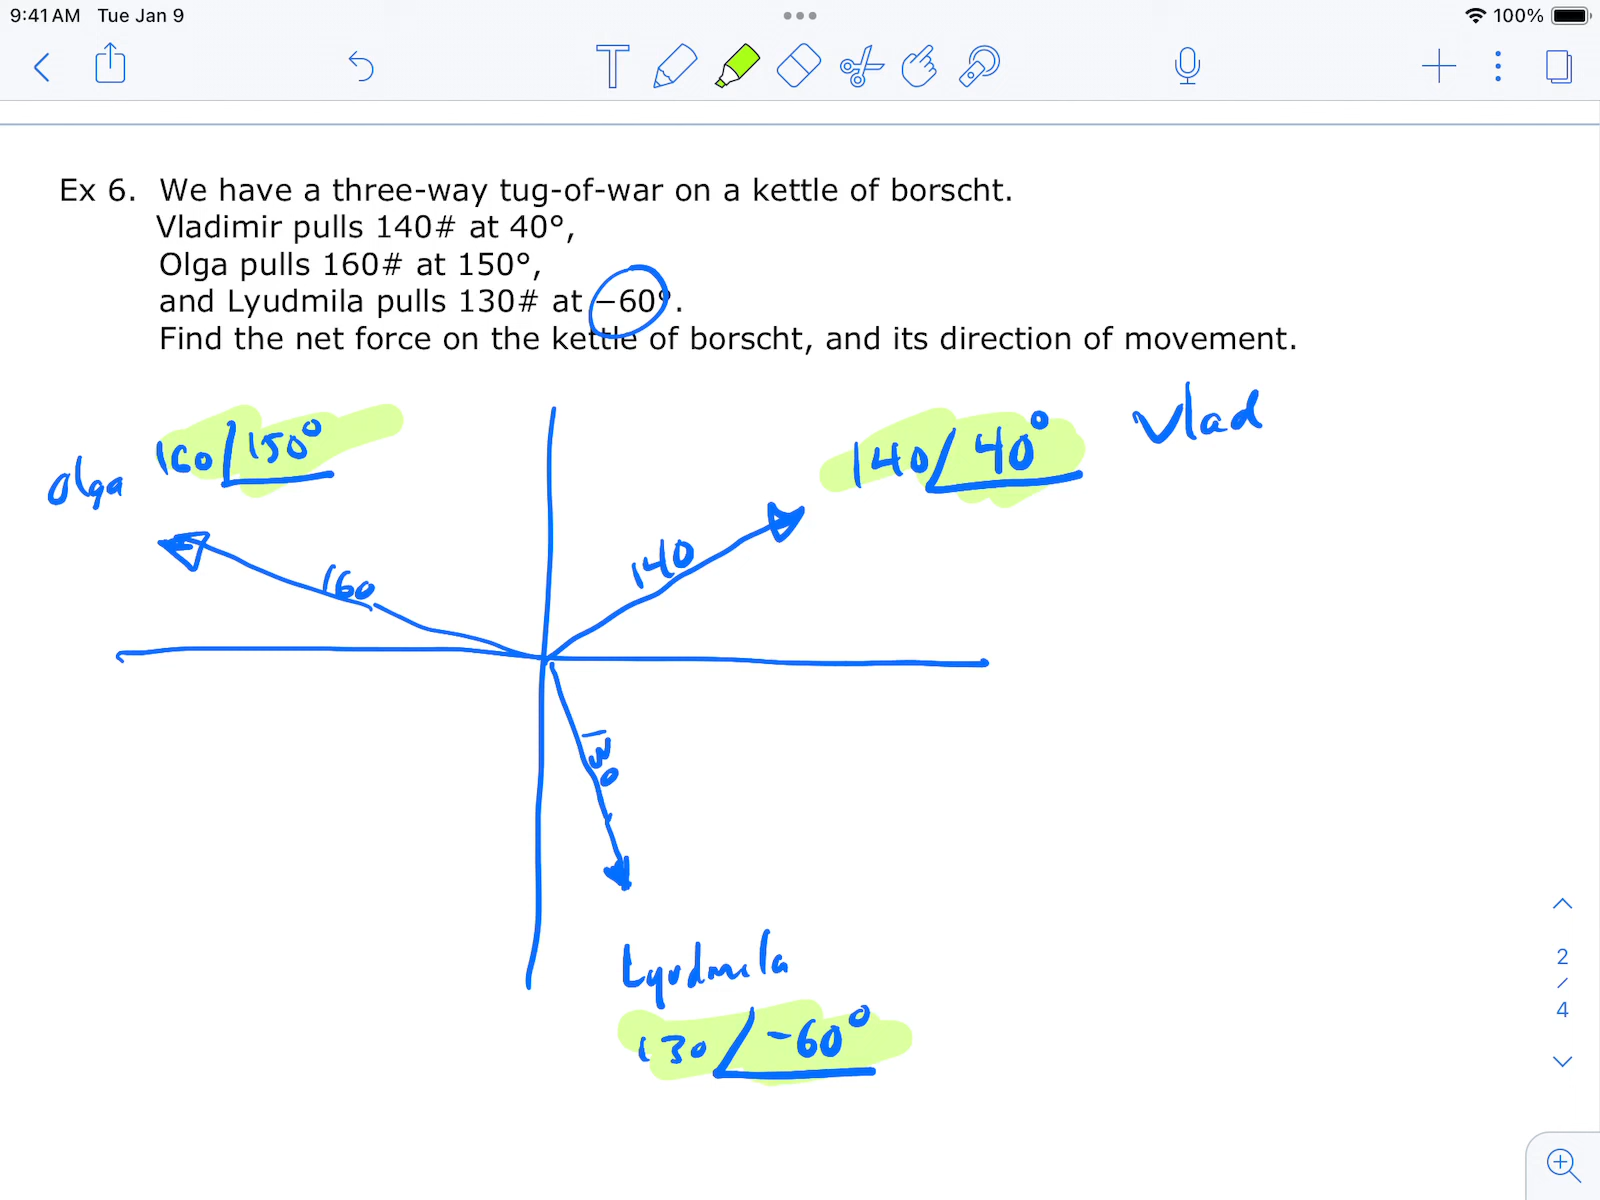 9:41 AM Tue Jan 9
100%
Ex 6. We have a three-way tug-of-war on a kettle of borscht.
Vladimir pulls 140# at 40°,
Olga pulls 160# at 150°,
and Lyudmila pulls 130# at −60°.
Find the net force on the kettle of borscht, and its direction of movement.
Olga 160 ∠150°
140 ∠40° Vlad
160
140
130
Lyudmila
130 ∠-60°
2
/
4